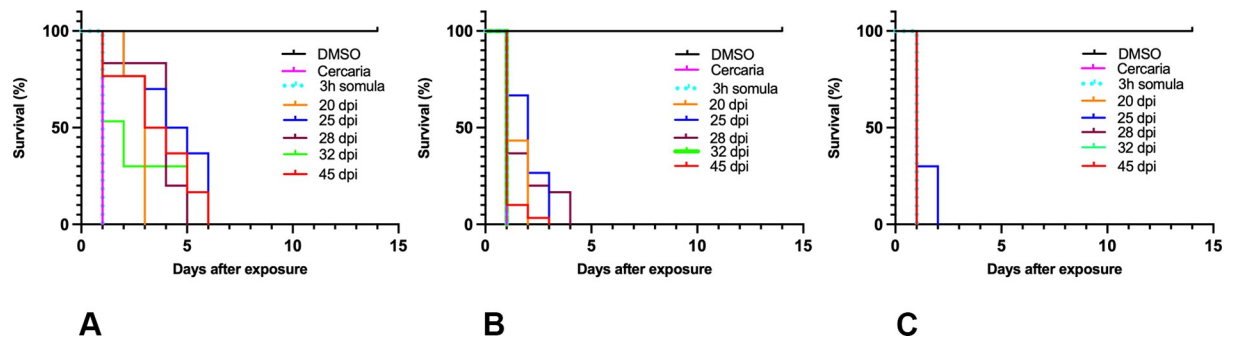 100
50
0
Survival (%)
0 5 10 15
Days after exposure
DMSO
Cercaria
3h somula
20 dpi
25 dpi
28 dpi
32 dpi
45 dpi
A
100
50
0
Survival (%)
0 5 10 15
Days after exposure
DMSO
Cercaria
3h somula
20 dpi
25 dpi
28 dpi
32 dpi
45 dpi
B
100
50
0
Survival (%)
0 5 10 15
Days after exposure
DMSO
Cercaria
3h somula
20 dpi
25 dpi
28 dpi
32 dpi
45 dpi
C